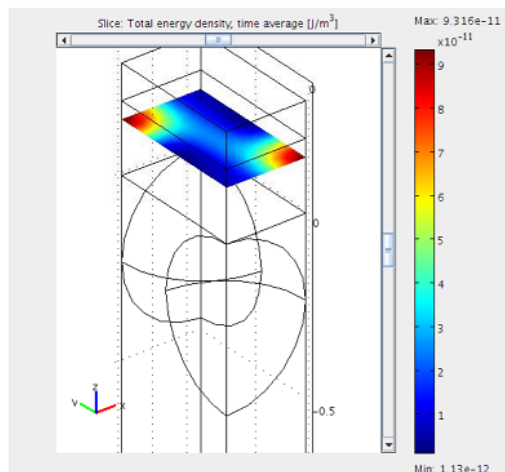 Slice: Total energy density, time average [J/m³]
Max: 9.316e-11
x10⁻¹¹
9
8
7
6
5
4
3
2
1
0
0
-0.5
z
y
x
Min: 1.13e-12